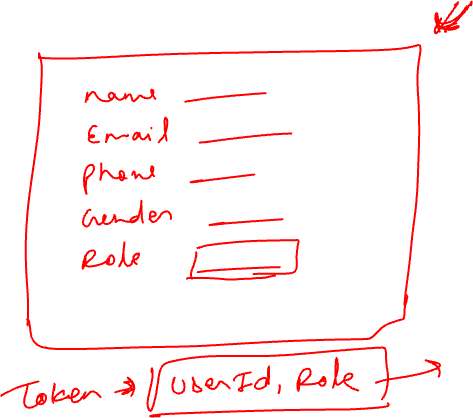 name
Email
phone
Gender
Role
Token → UserId, Role →